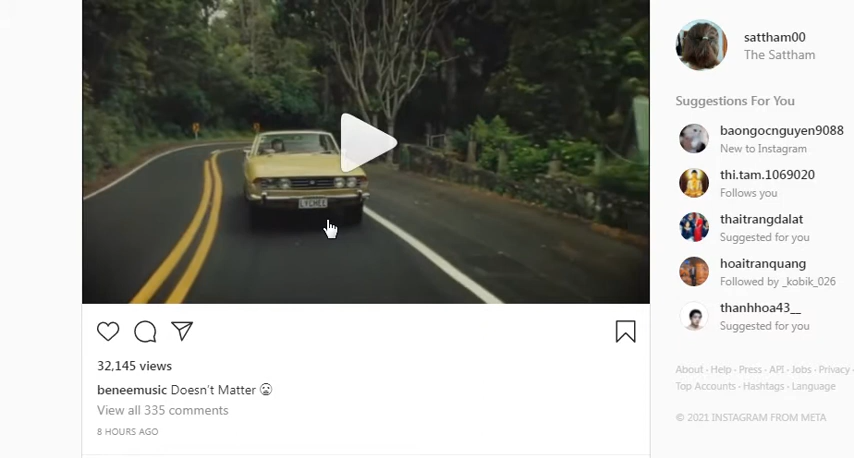 LYCHEE
32,145 views
beneemusic Doesn't Matter
View all 335 comments
8 HOURS AGO
sattham00
The Sattham
Suggestions For You
baongocnguyen9088
New to Instagram
thi.tam.1069020
Follows you
thaitrangdalat
Suggested for you
hoaitranquang
Followed by _kobik_026
thanhhoa43__
Suggested for you
About · Help · Press · API · Jobs · Privacy ·
Top Accounts · Hashtags · Language
© 2021 INSTAGRAM FROM META